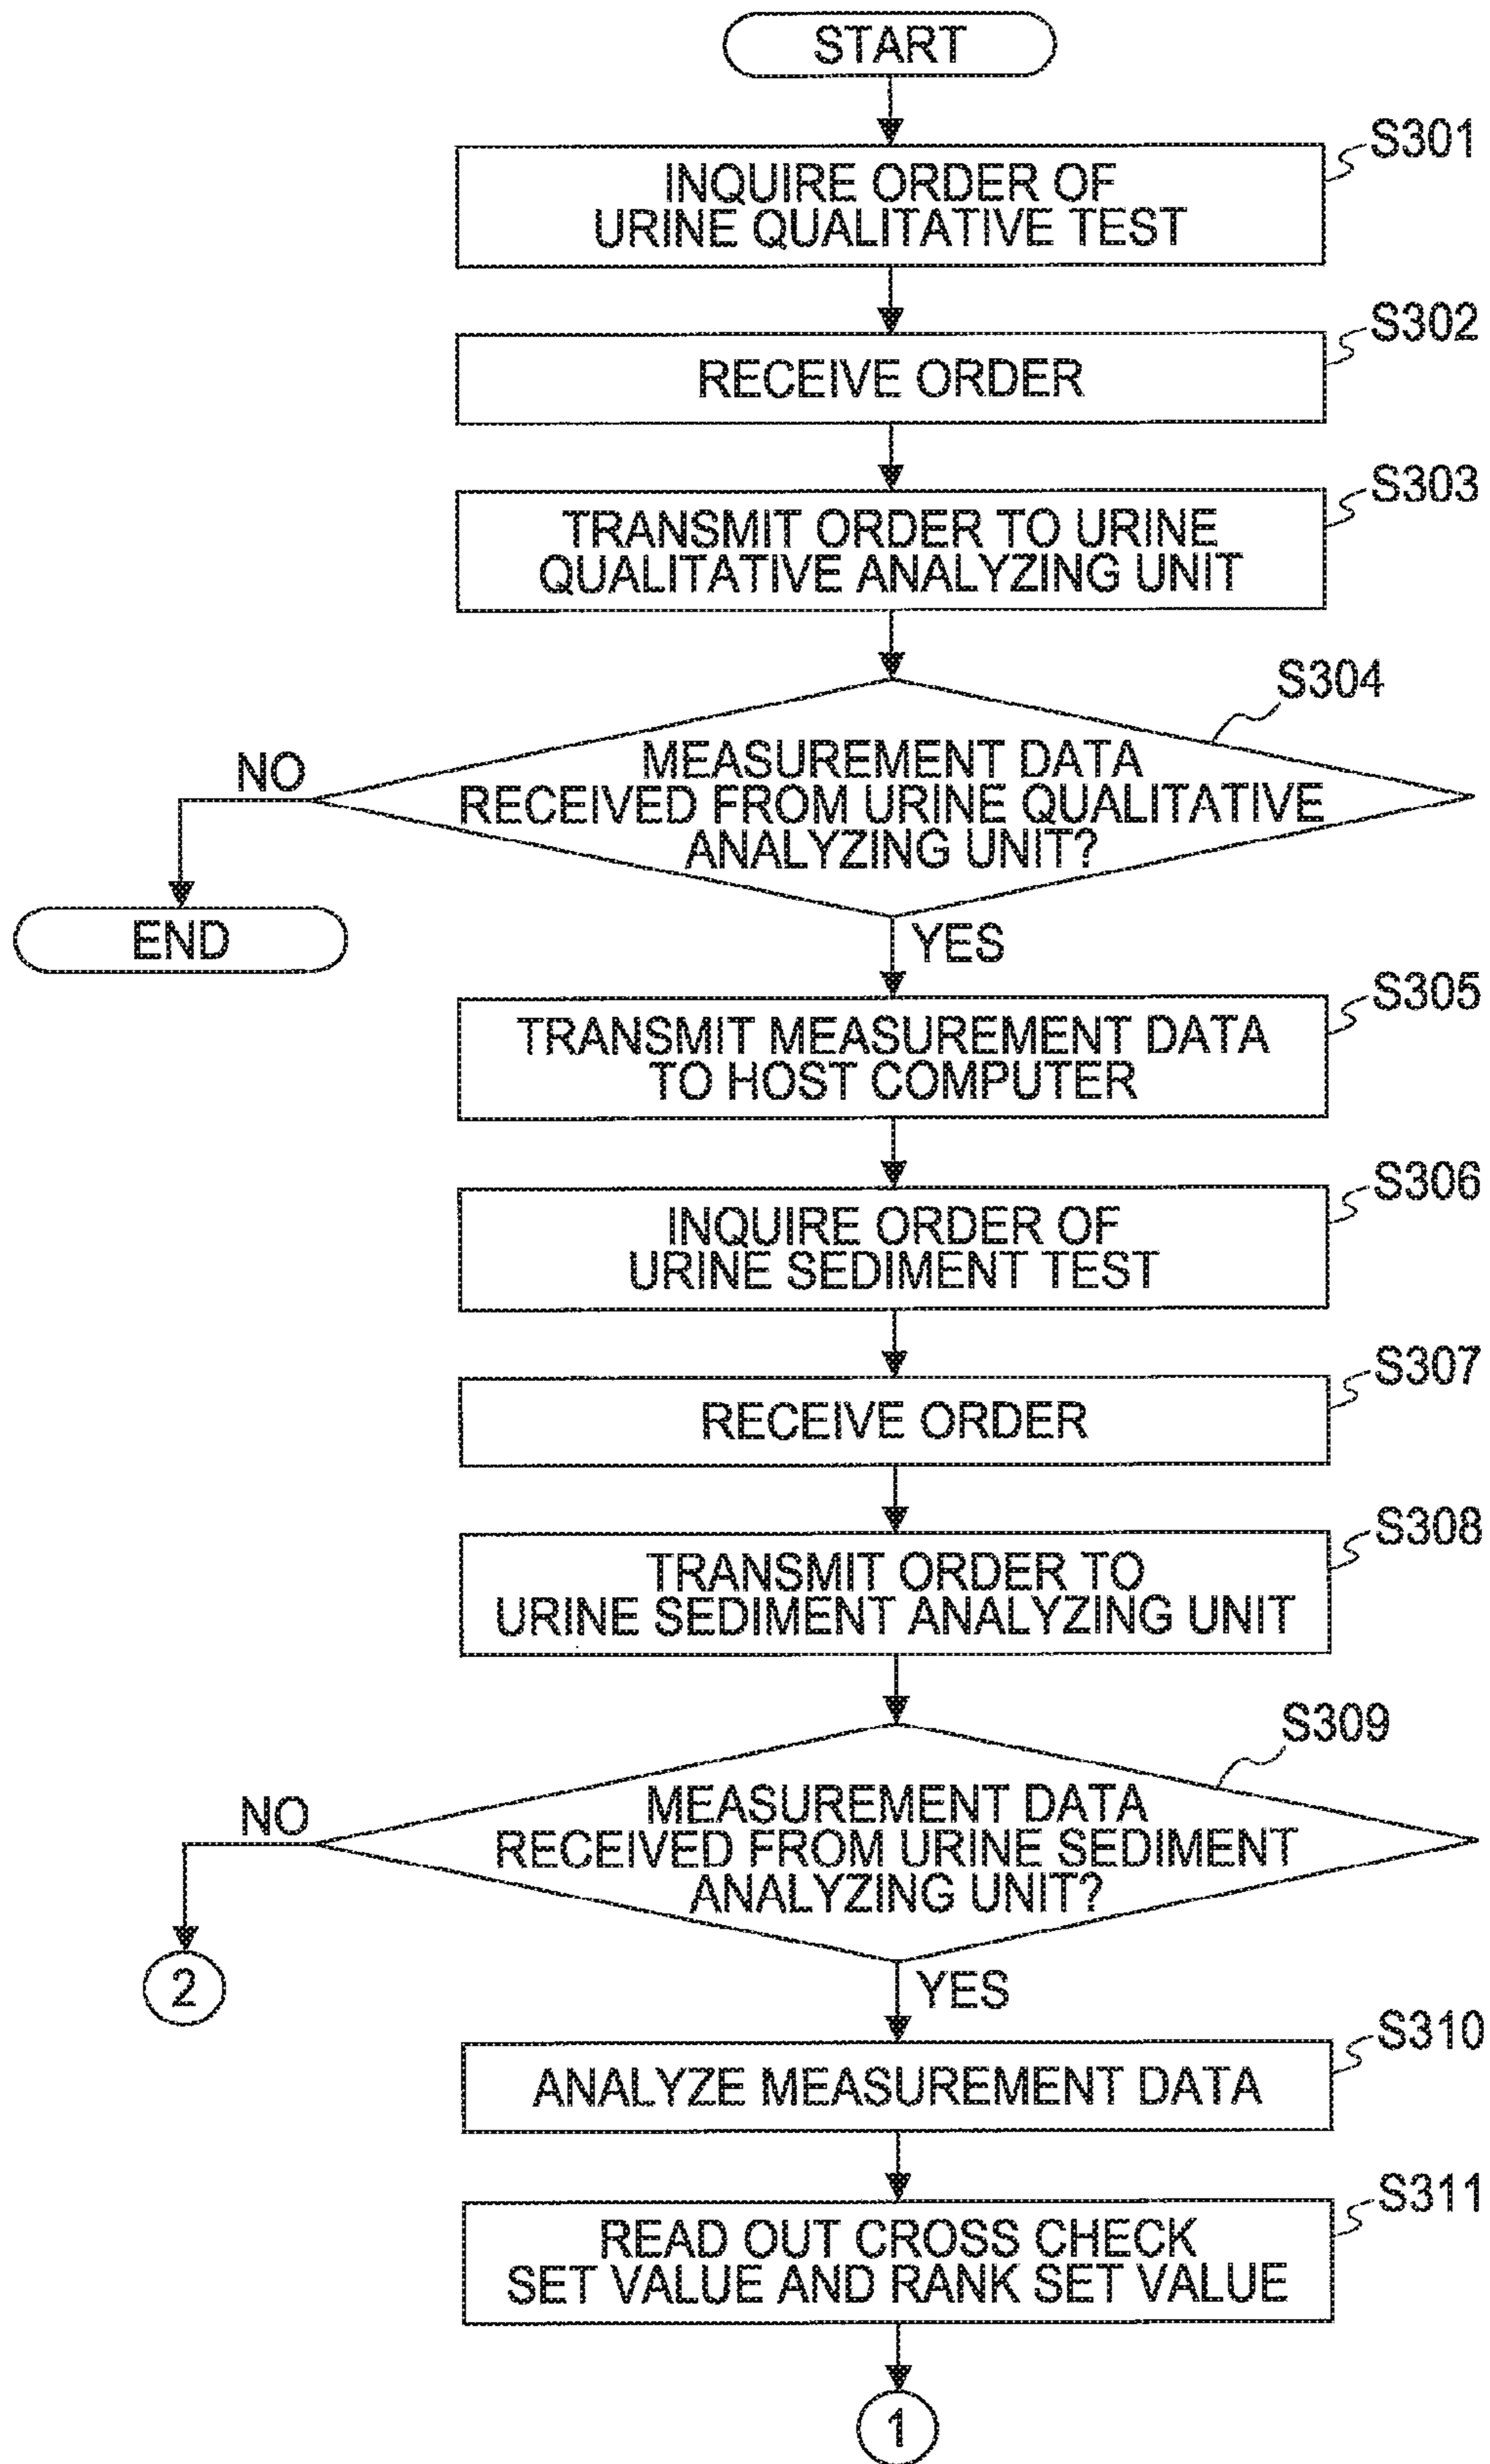 START
S301
INQUIRE ORDER OF
URINE QUALITATIVE TEST
S302
RECEIVE ORDER
S303
TRANSMIT ORDER TO URINE
QUALITATIVE ANALYZING UNIT
S304
MEASUREMENT DATA
RECEIVED FROM URINE QUALITATIVE
ANALYZING UNIT?
NO
END
YES
S305
TRANSMIT MEASUREMENT DATA
TO HOST COMPUTER
S306
INQUIRE ORDER OF
URINE SEDIMENT TEST
S307
RECEIVE ORDER
S308
TRANSMIT ORDER TO
URINE SEDIMENT ANALYZING UNIT
S309
MEASUREMENT DATA
RECEIVED FROM URINE SEDIMENT
ANALYZING UNIT?
NO
2
YES
S310
ANALYZE MEASUREMENT DATA
S311
READ OUT CROSS CHECK
SET VALUE AND RANK SET VALUE
1